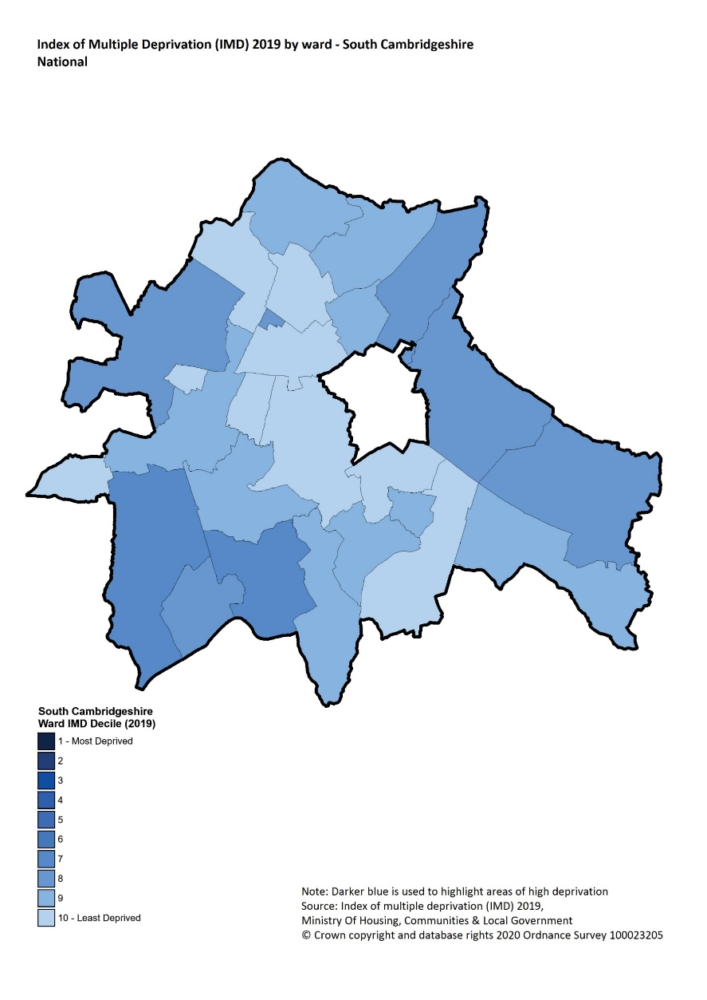 Index of Multiple Deprivation (IMD) 2019 by ward - South Cambridgeshire
National
South Cambridgeshire
Ward IMD Decile (2019)
1 - Most Deprived
2
3
4
5
6
7
8
9
10 - Least Deprived
Note: Darker blue is used to highlight areas of high deprivation
Source: Index of multiple deprivation (IMD) 2019,
Ministry Of Housing, Communities & Local Government
© Crown copyright and database rights 2020 Ordnance Survey 100023205